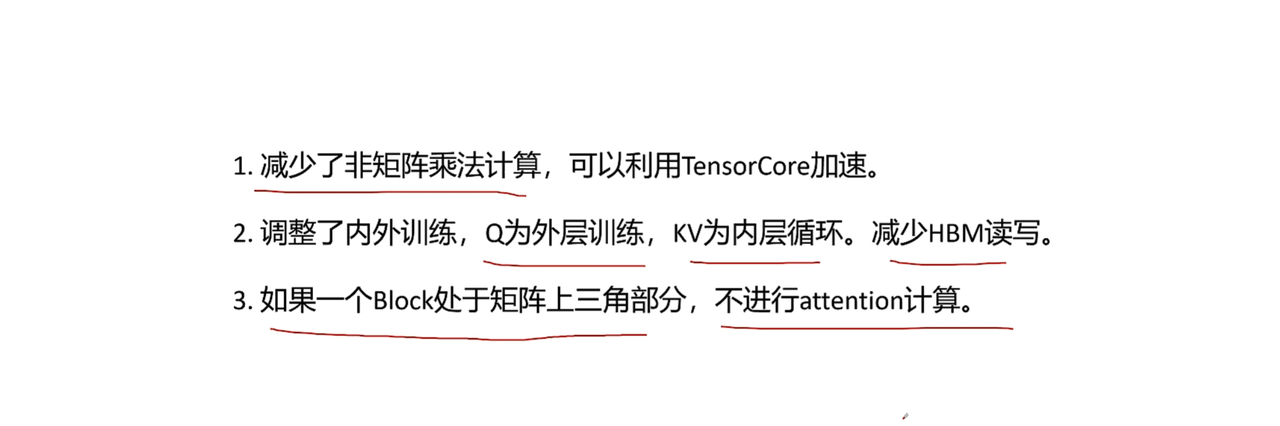 1. 减少了非矩阵乘法计算，可以利用TensorCore加速。
2. 调整了内外训练，Q为外层训练，KV为内层循环。减少HBM读写。
3. 如果一个Block处于矩阵上三角部分，不进行attention计算。